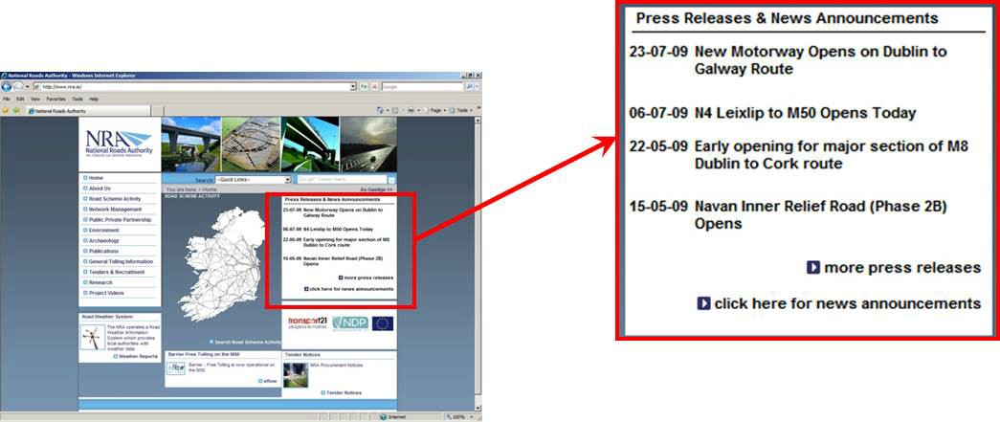 National Roads Authority - Windows Internet Explorer
http://www.nra.ie/
Google
File Edit View Favorites Tools Help
National Roads Authority
Page Tools
NRA
National Roads Authority
Search: --Quick Links--
You are here: > Home
As Gaeilge >>
Home
About Us
Road Scheme Activity
Network Management
Public Private Partnership
Environment
Archaeology
Publications
General Tolling Information
Tenders & Recruitment
Research
Project Videos
Road Weather System
The NRA operates a Road
Weather Information
System which provides
local authorities with
weather data
Weather Reports
ROAD SCHEME ACTIVITY
Search Road Scheme Activity
Barrier Free Tolling on the M50
eflow
Barrier - Free Tolling is now operational on
the M50
eflow
Press Releases & News Announcements
23-07-09 New Motorway Opens on Dublin to
Galway Route
06-07-09 N4 Leixlip to M50 Opens Today
22-05-09 Early opening for major section of M8
Dublin to Cork route
15-05-09 Navan Inner Relief Road (Phase 2B)
Opens
more press releases
click here for news announcements
transport21
progress in motion
NDP
Tender Notices
NRA Procurement Notices
Tender Notices
Internet
100%
Press Releases & News Announcements
23-07-09 New Motorway Opens on Dublin to
Galway Route
06-07-09 N4 Leixlip to M50 Opens Today
22-05-09 Early opening for major section of M8
Dublin to Cork route
15-05-09 Navan Inner Relief Road (Phase 2B)
Opens
more press releases
click here for news announcements